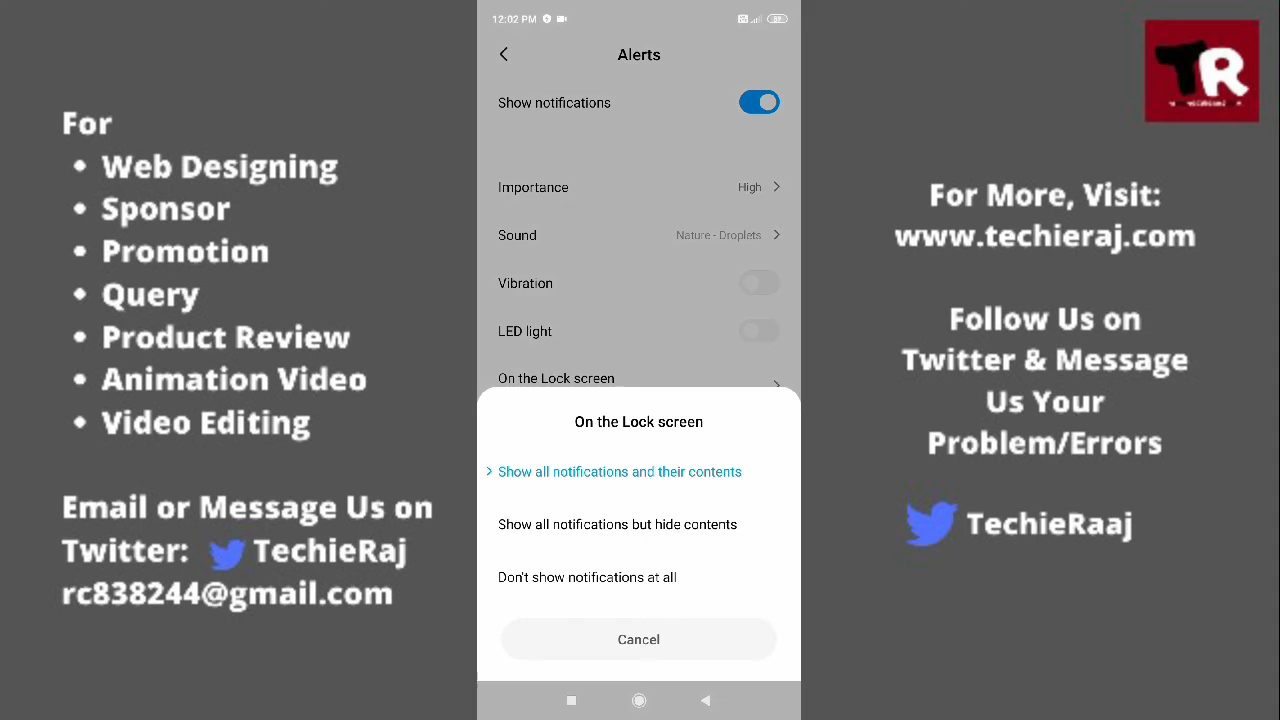 For
• Web Designing
• Sponsor
• Promotion
• Query
• Product Review
• Animation Video
• Video Editing
Email or Message Us on
Twitter: TechieRaj
rc838244@gmail.com
12:02 PM
Alerts
Show notifications
Importance High
Sound Nature - Droplets
Vibration
LED light
On the Lock screen
On the Lock screen
Show all notifications and their contents
Show all notifications but hide contents
Don't show notifications at all
Cancel
TR
For More, Visit:
www.techieraj.com
Follow Us on
Twitter & Message
Us Your
Problem/Errors
TechieRaaj